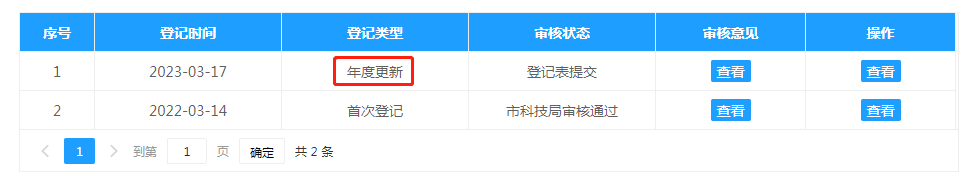 序号 登记时间 登记类型 审核状态 审核意见 操作
1 2023-03-17 年度更新 登记表提交 查看 查看
2 2022-03-14 首次登记 市科技局审核通过 查看 查看
1 到第 1 页 确定 共 2 条